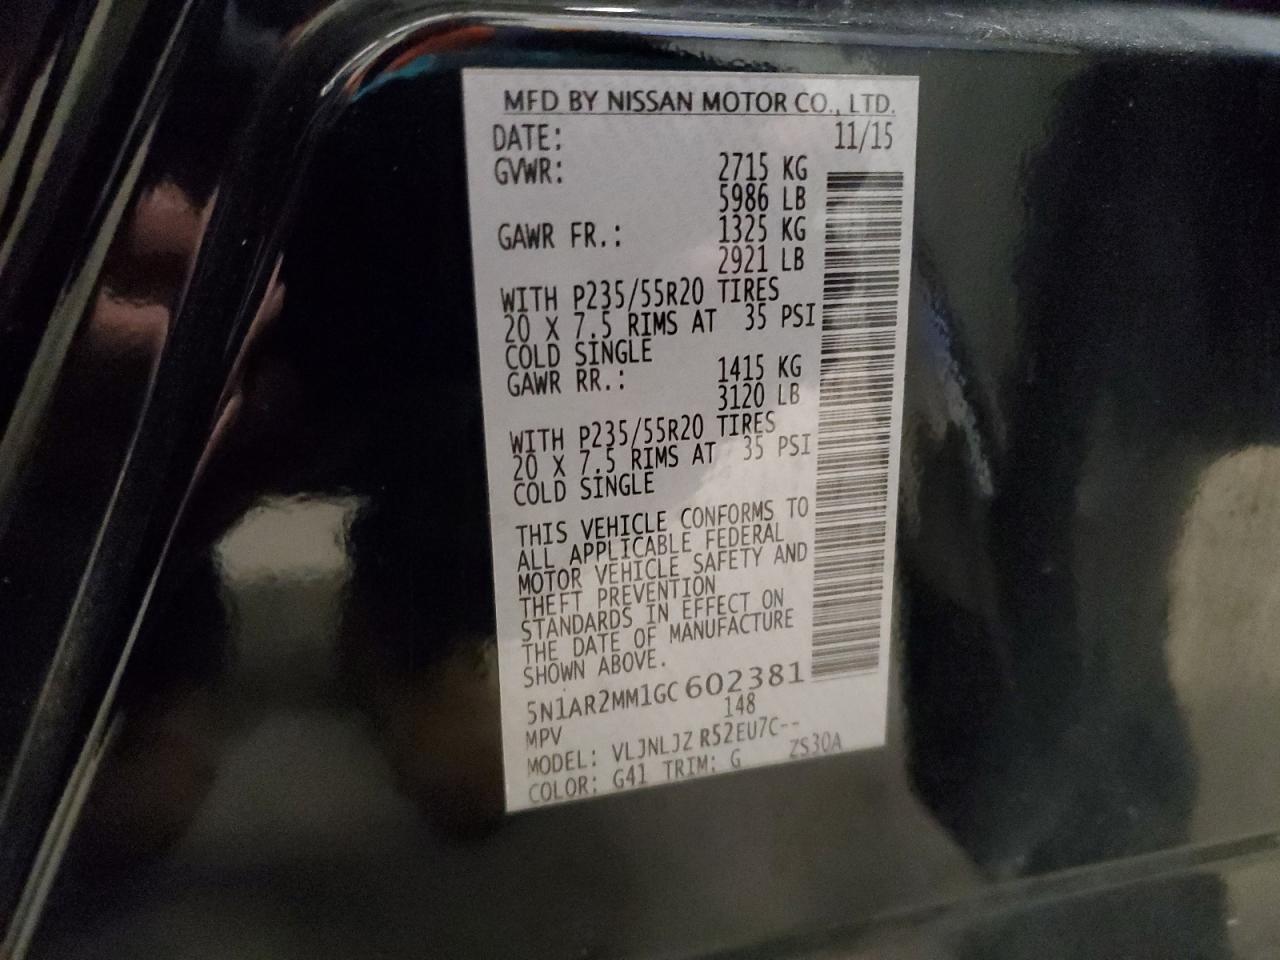 MFD BY NISSAN MOTOR CO., LTD.
DATE: 11/15
GVWR: 2715 KG
5986 LB
GAWR FR.: 1325 KG
2921 LB
WITH P235/55R20 TIRES
20 X 7.5 RIMS AT 35 PSI
COLD SINGLE
GAWR RR.: 1415 KG
3120 LB
WITH P235/55R20 TIRES
20 X 7.5 RIMS AT 35 PSI
COLD SINGLE
THIS VEHICLE CONFORMS TO
ALL APPLICABLE FEDERAL
MOTOR VEHICLE SAFETY AND
THEFT PREVENTION
STANDARDS IN EFFECT ON
THE DATE OF MANUFACTURE
SHOWN ABOVE.
5N1AR2MM1GC602381
MPV 148
MODEL: VLJNLJZ R52EU7C--
COLOR: G41 TRIM: G ZS30A